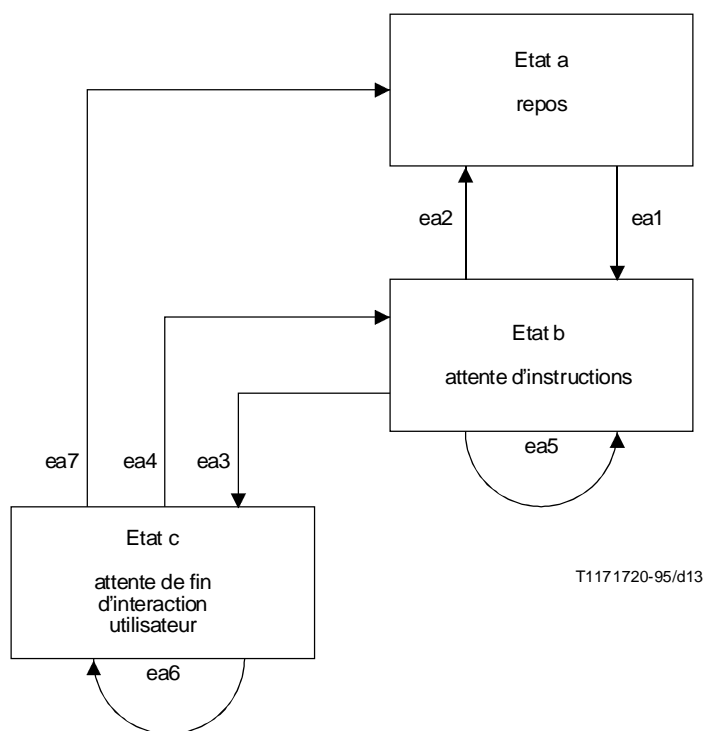 Etat a
repos
ea2
ea1
Etat b
attente d'instructions
ea7
ea4
ea3
ea5
Etat c
attente de fin
d'interaction
utilisateur
T1171720-95/d13
ea6